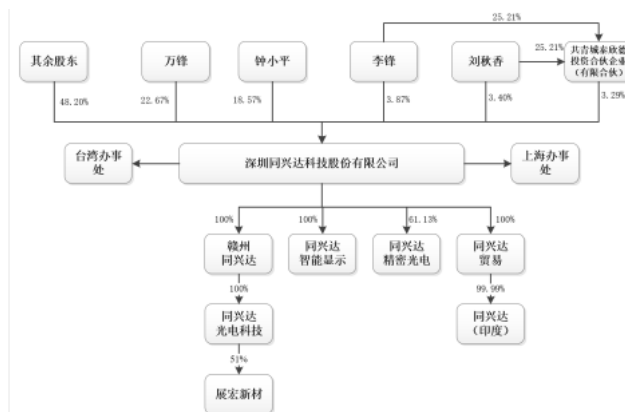 25.21%
其余股东
万锋
钟小平
李锋
刘秋香
25.21%
共青城泰欣德
投资合伙企业
（有限合伙）
48.20%
22.67%
18.57%
3.87%
3.40%
3.29%
台湾办事
处
深圳同兴达科技股份有限公司
上海办事
处
100%
100%
61.13%
100%
赣州
同兴达
同兴达
智能显示
同兴达
精密光电
同兴达
贸易
100%
99.99%
同兴达
光电科技
同兴达
（印度）
51%
展宏新材